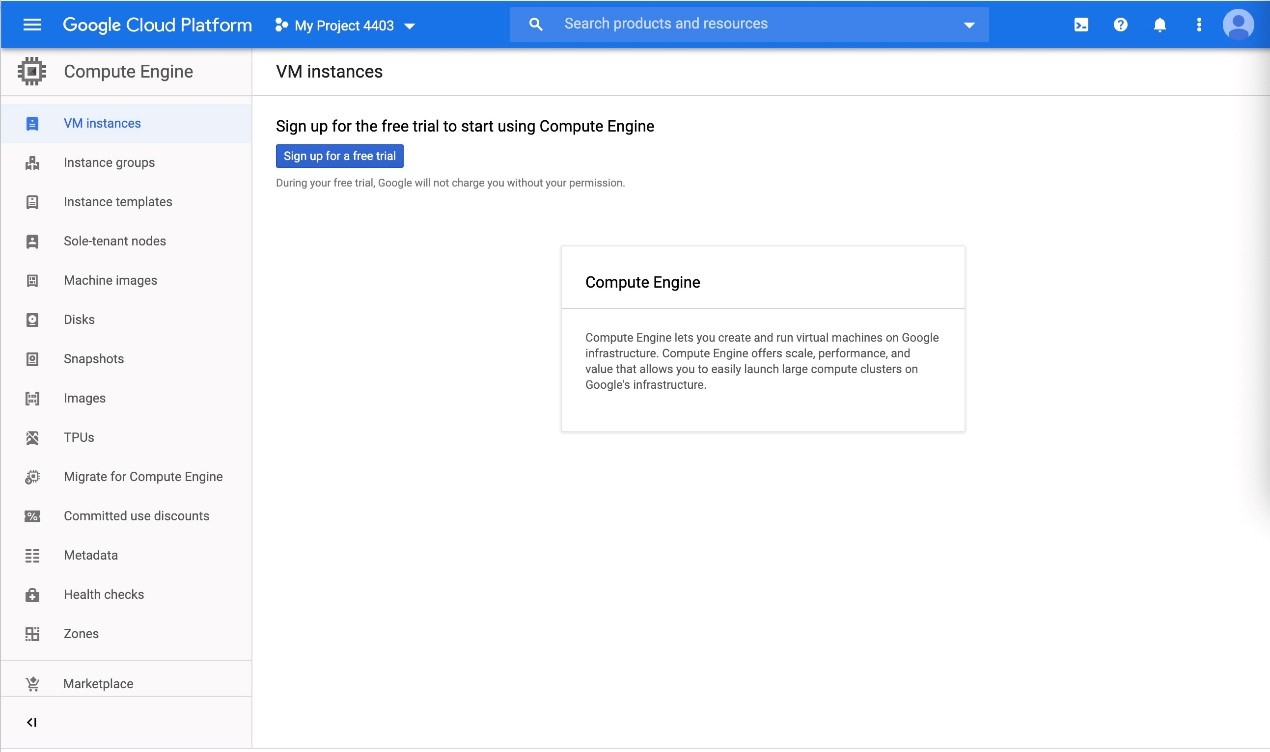 Google Cloud Platform
My Project 4403
Search products and resources
Compute Engine
VM instances
VM instances
Instance groups
Instance templates
Sole-tenant nodes
Machine images
Disks
Snapshots
Images
TPUs
Migrate for Compute Engine
Committed use discounts
Metadata
Health checks
Zones
Marketplace
Sign up for the free trial to start using Compute Engine
Sign up for a free trial
During your free trial, Google will not charge you without your permission.
Compute Engine
Compute Engine lets you create and run virtual machines on Google
infrastructure. Compute Engine offers scale, performance, and
value that allows you to easily launch large compute clusters on
Google's infrastructure.